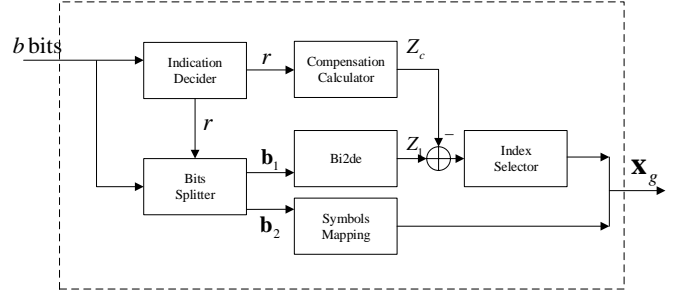 b bits
Indication
Decider
r
Compensation
Calculator
Z_c
r
−
Bits
Splitter
b_1
Bi2de
Z_1
Index
Selector
x_g
b_2
Symbols
Mapping